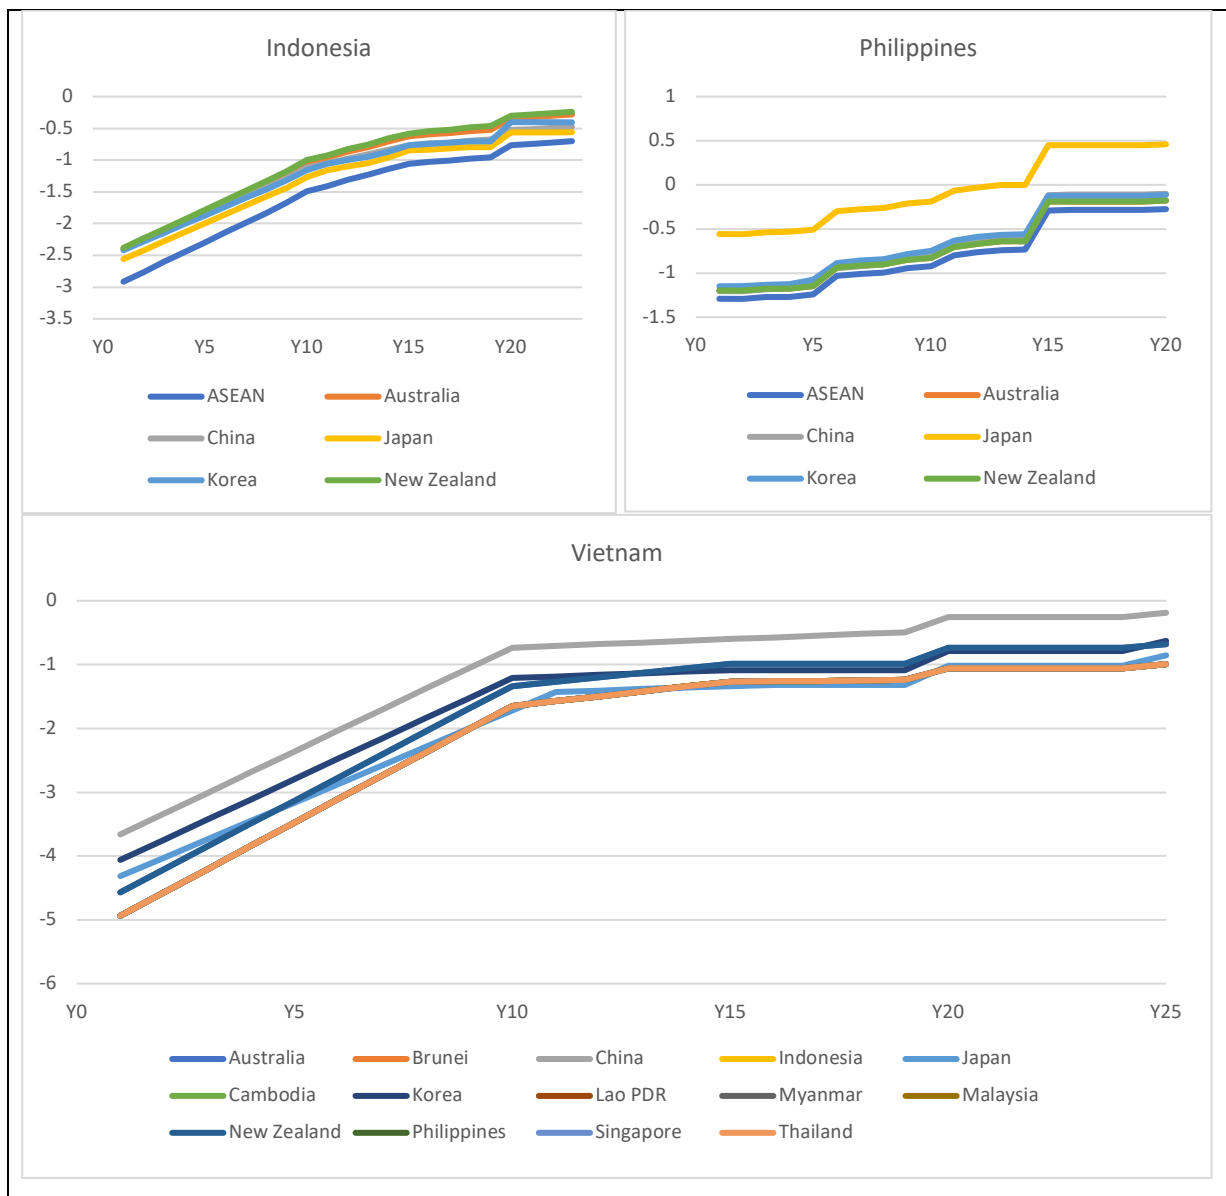 Indonesia
0
-0.5
-1
-1.5
-2
-2.5
-3
-3.5
Y0 Y5 Y10 Y15 Y20
ASEAN Australia
China Japan
Korea New Zealand
Philippines
1
0.5
0
-0.5
-1
-1.5
Y0 Y5 Y10 Y15 Y20
ASEAN Australia
China Japan
Korea New Zealand
Vietnam
0
-1
-2
-3
-4
-5
-6
Y0 Y5 Y10 Y15 Y20 Y25
Australia Brunei China Indonesia Japan
Cambodia Korea Lao PDR Myanmar Malaysia
New Zealand Philippines Singapore Thailand